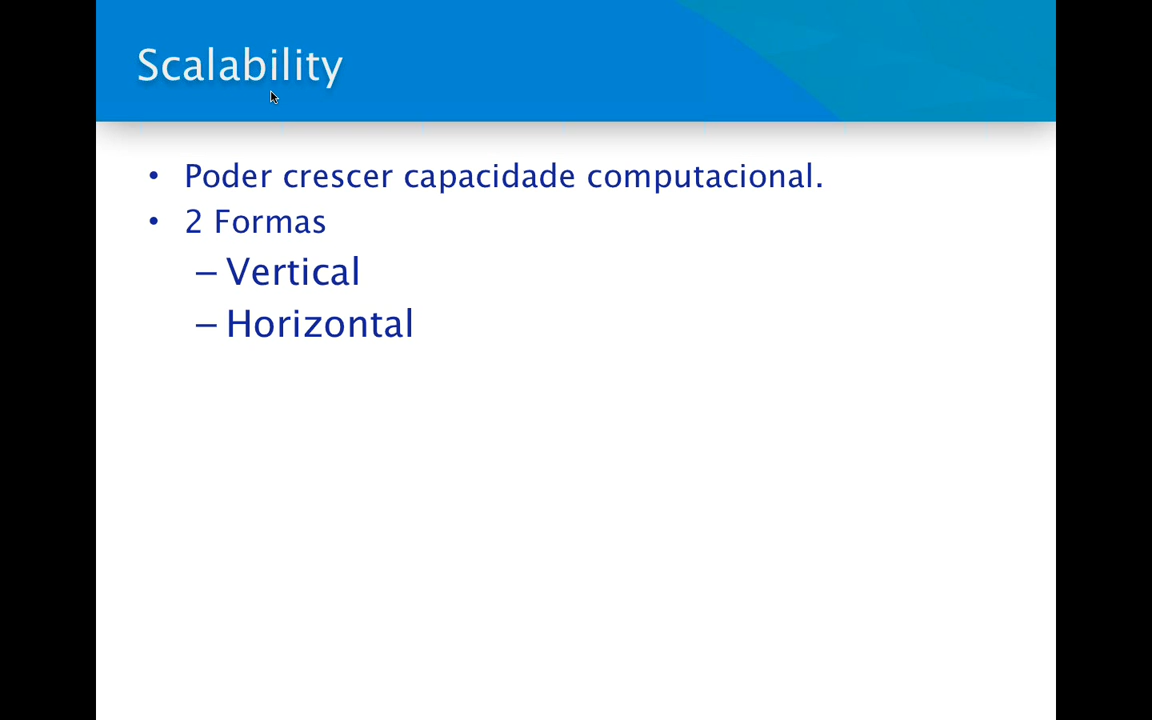 Scalability
• Poder crescer capacidade computacional.
• 2 Formas
– Vertical
– Horizontal